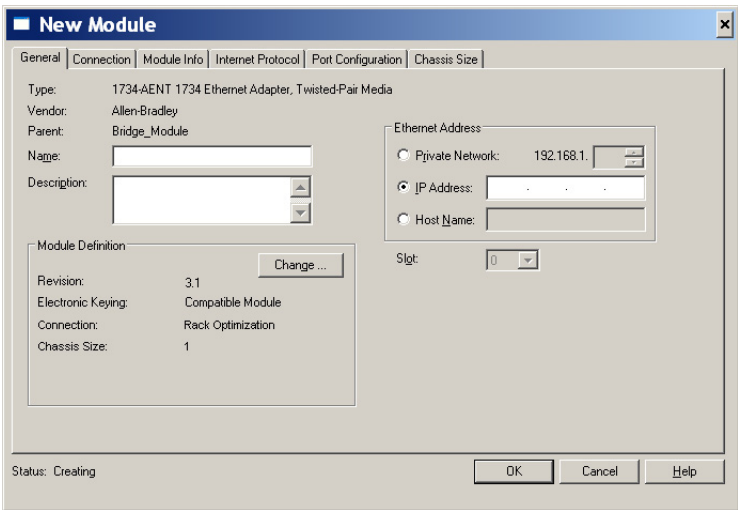 New Module
General Connection Module Info Internet Protocol Port Configuration Chassis Size
Type: 1734-AENT 1734 Ethernet Adapter, Twisted-Pair Media
Vendor: Allen-Bradley
Parent: Bridge_Module
Name:
Description:
Ethernet Address
Private Network: 192.168.1.
IP Address: . . .
Host Name:
Slot: 0
Module Definition
Change ...
Revision: 3.1
Electronic Keying: Compatible Module
Connection: Rack Optimization
Chassis Size: 1
Status: Creating
OK Cancel Help